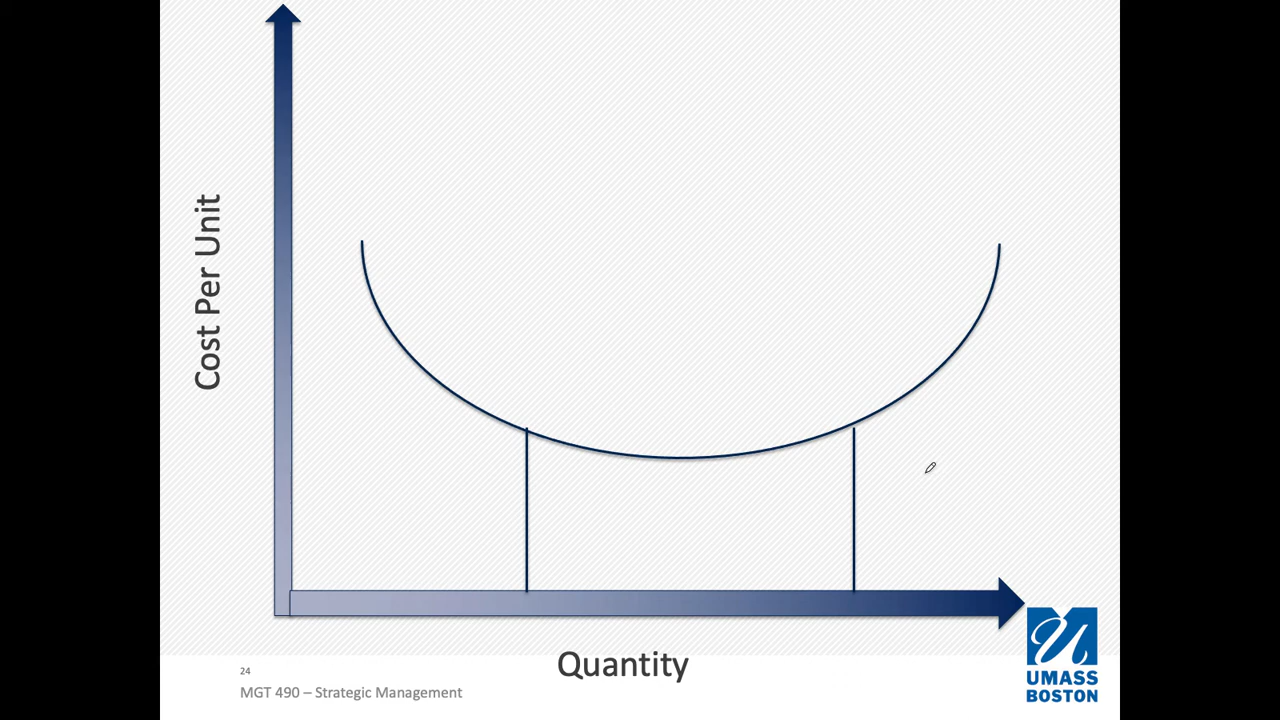 Cost Per Unit
Quantity
24
MGT 490 – Strategic Management
UMASS
BOSTON